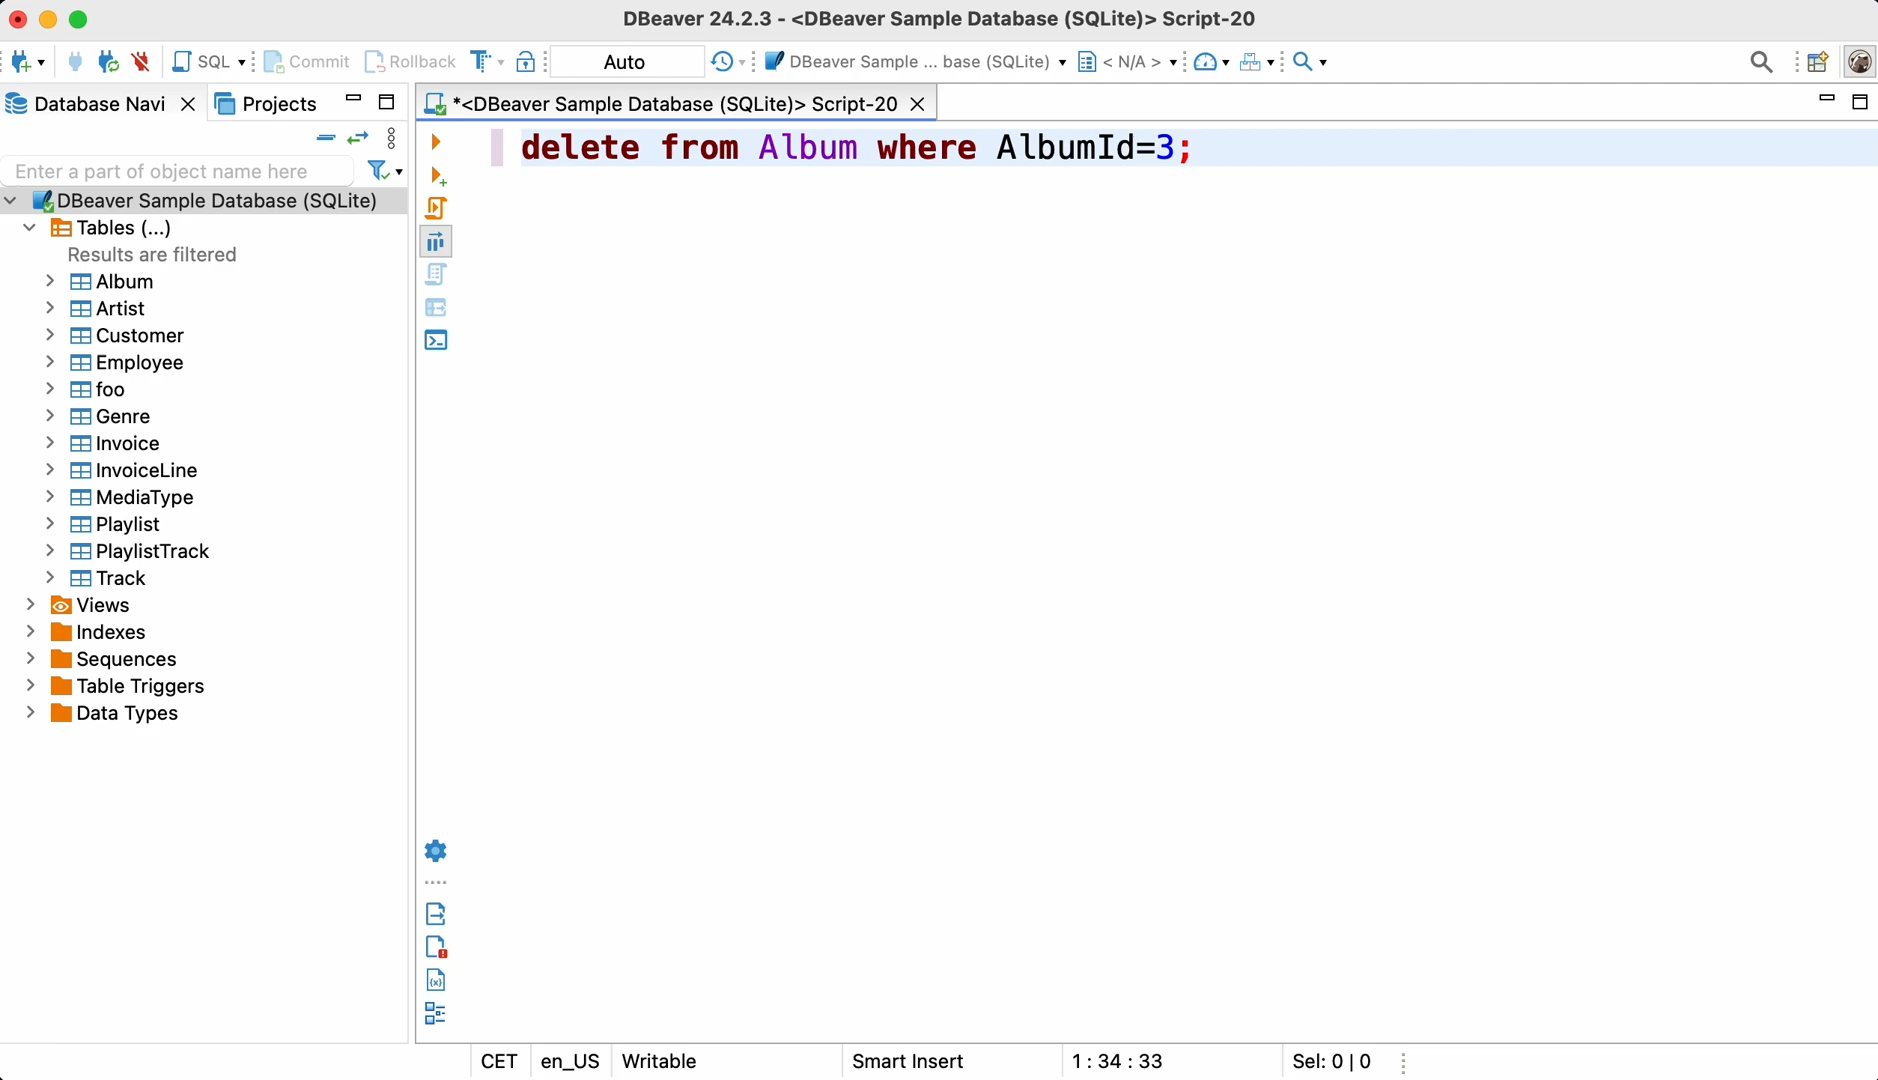 DBeaver 24.2.3 - <DBeaver Sample Database (SQLite)> Script-20
SQL
Commit
Rollback
Auto
DBeaver Sample ... base (SQLite)
< N/A >
Database Navi
Projects
*<DBeaver Sample Database (SQLite)> Script-20
Enter a part of object name here
DBeaver Sample Database (SQLite)
Tables (...)
Results are filtered
Album
Artist
Customer
Employee
foo
Genre
Invoice
InvoiceLine
MediaType
Playlist
PlaylistTrack
Track
Views
Indexes
Sequences
Table Triggers
Data Types
delete from Album where AlbumId=3;
CET
en_US
Writable
Smart Insert
1 : 34 : 33
Sel: 0 | 0